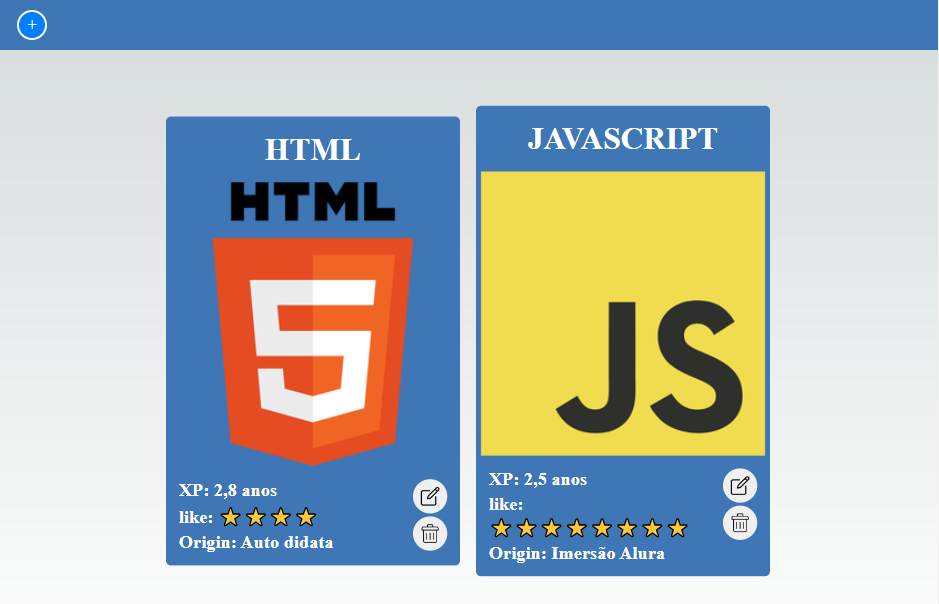 +
HTML
HTML
5
XP: 2,8 anos
like:
Origin: Auto didata
JAVASCRIPT
JS
XP: 2,5 anos
like:
Origin: Imersão Alura